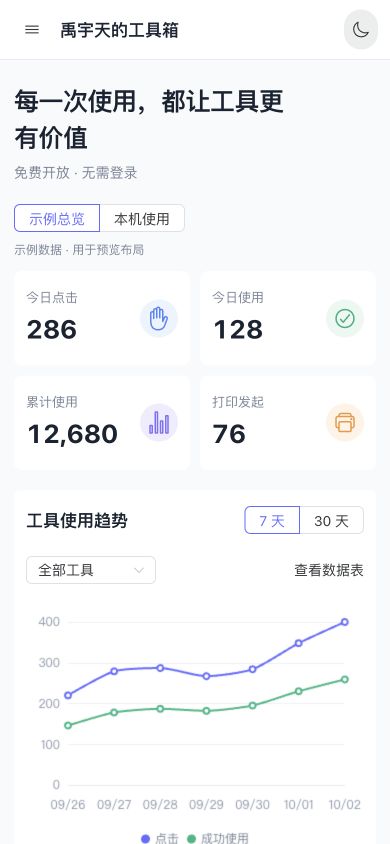 禹宇天的工具箱
每一次使用，都让工具更
有价值
免费开放 · 无需登录
示例总览 本机使用
示例数据 · 用于预览布局
今日点击
286
今日使用
128
累计使用
12,680
打印发起
76
工具使用趋势
7 天 30 天
全部工具
查看数据表
400
300
200
100
0
09/26 09/27 09/28 09/29 09/30 10/01 10/02
点击 成功使用